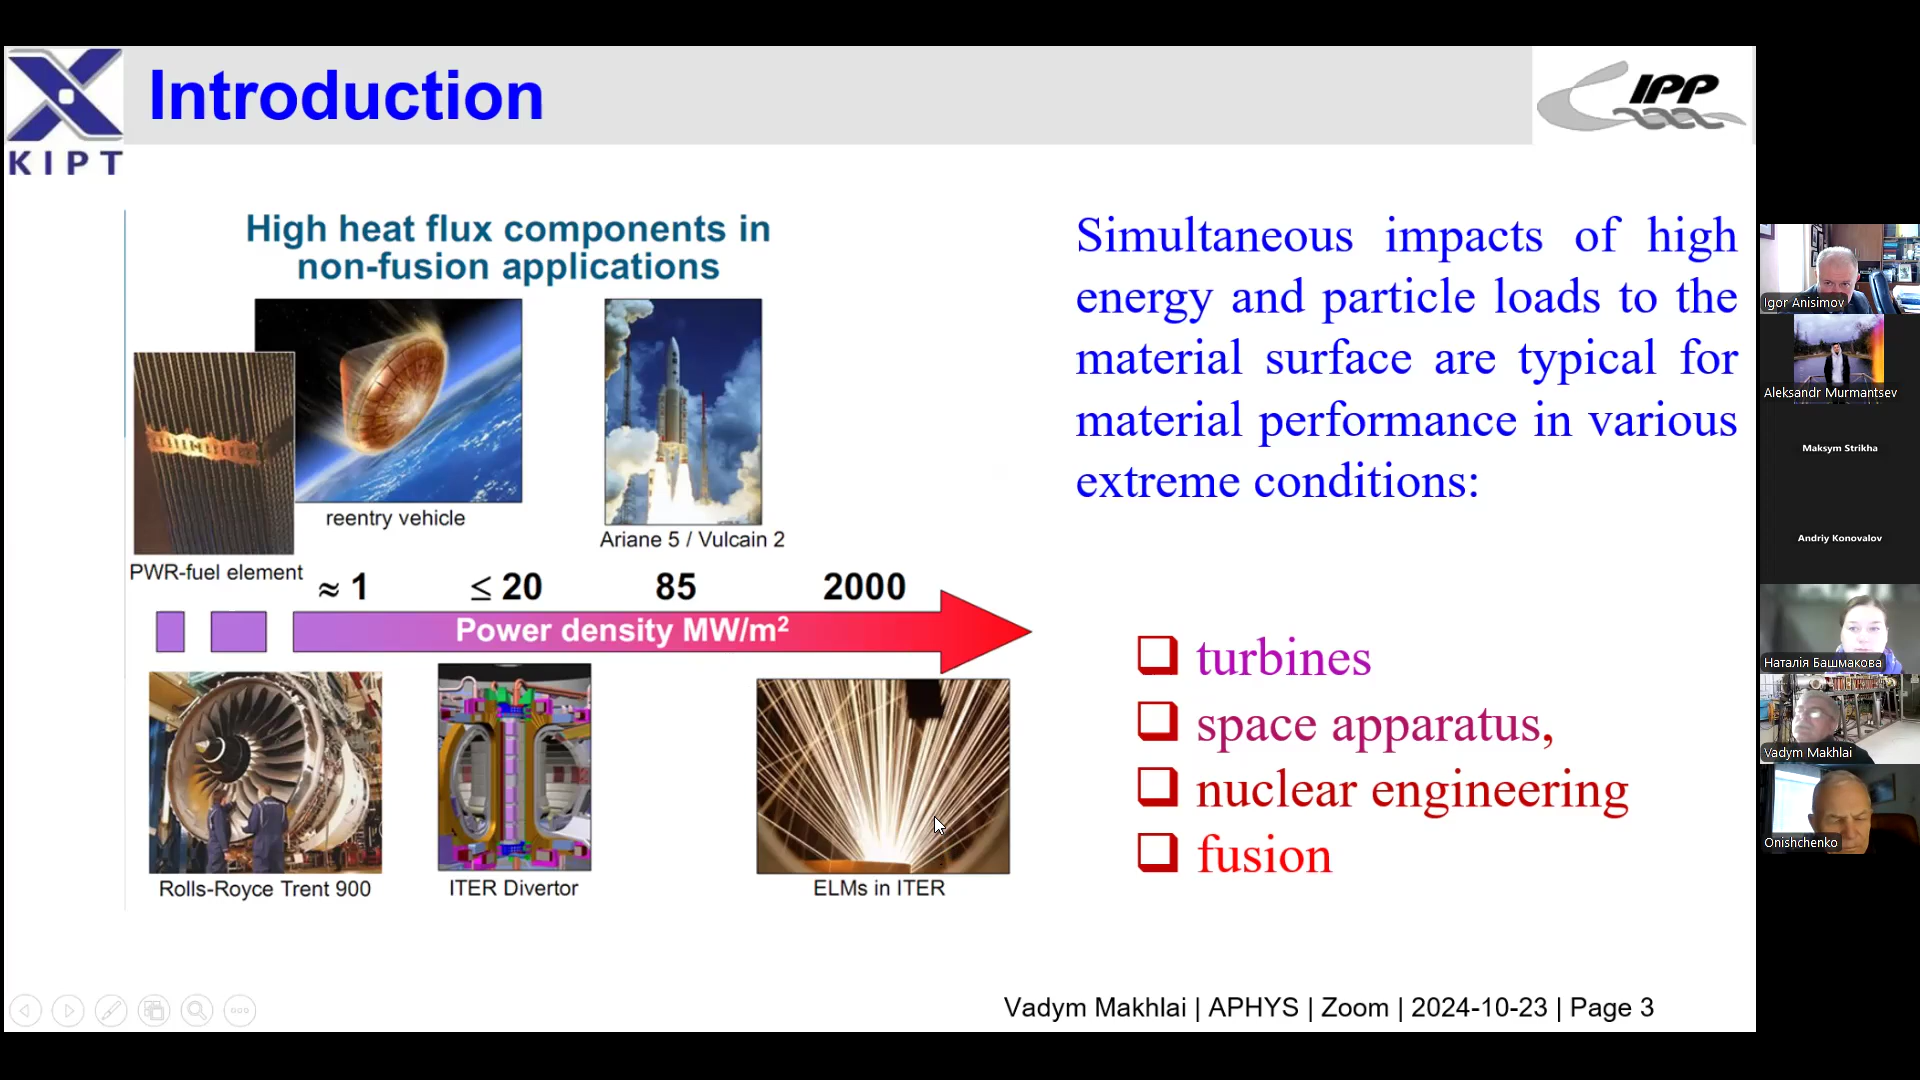 KIPT
Introduction
IPP
High heat flux components in
non-fusion applications
reentry vehicle
Ariane 5 / Vulcain 2
PWR-fuel element
≈ 1 ≤ 20 85 2000
Power density MW/m²
Rolls-Royce Trent 900
ITER Divertor
ELMs in ITER
Simultaneous impacts of high
energy and particle loads to the
material surface are typical for
material performance in various
extreme conditions:
❑ turbines
❑ space apparatus,
❑ nuclear engineering
❑ fusion
Vadym Makhlai | APHYS | Zoom | 2024-10-23 | Page 3
Igor Anisimov
Aleksandr Murmantsev
Maksym Strikha
Andriy Konovalov
Наталія Башмакова
Vadym Makhlai
Onishchenko